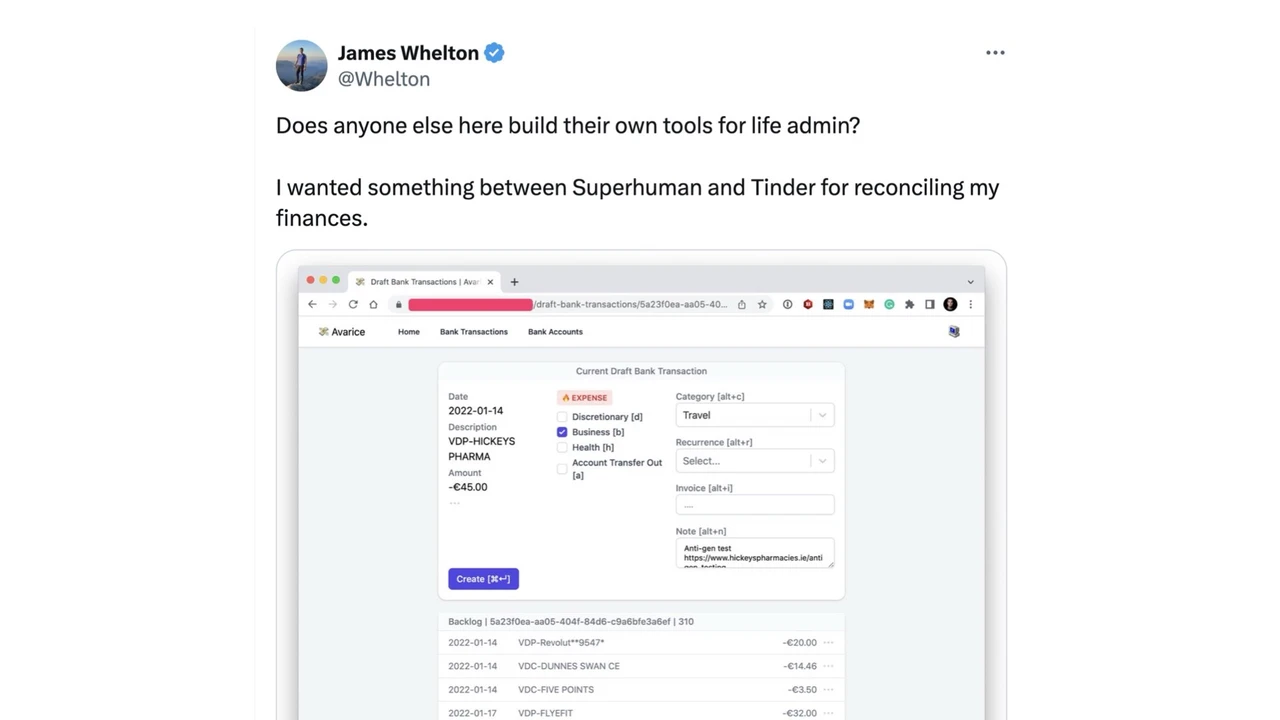 James Whelton
@Whelton
Does anyone else here build their own tools for life admin?
I wanted something between Superhuman and Tinder for reconciling my
finances.
Draft Bank Transactions | Avar
/draft-bank-transactions/5a23f0ea-aa05-40...
Avarice
Home
Bank Transactions
Bank Accounts
Current Draft Bank Transaction
Date
2022-01-14
Description
VDP-HICKEYS
PHARMA
Amount
-€45.00
...
EXPENSE
Discretionary [d]
Business [b]
Health [h]
Account Transfer Out
[a]
Category [alt+c]
Travel
Recurrence [alt+r]
Select...
Invoice [alt+i]
....
Note [alt+n]
Anti-gen test
https://www.hickeyspharmacies.ie/anti
gen-testing
Create [⌘↵]
Backlog | 5a23f0ea-aa05-404f-84d6-c9a6bfe3a6ef | 310
2022-01-14 VDP-Revolut**9547* -€20.00 ...
2022-01-14 VDC-DUNNES SWAN CE -€14.46 ...
2022-01-14 VDC-FIVE POINTS -€3.50 ...
2022-01-17 VDP-FLYEFIT -€32.00 ...